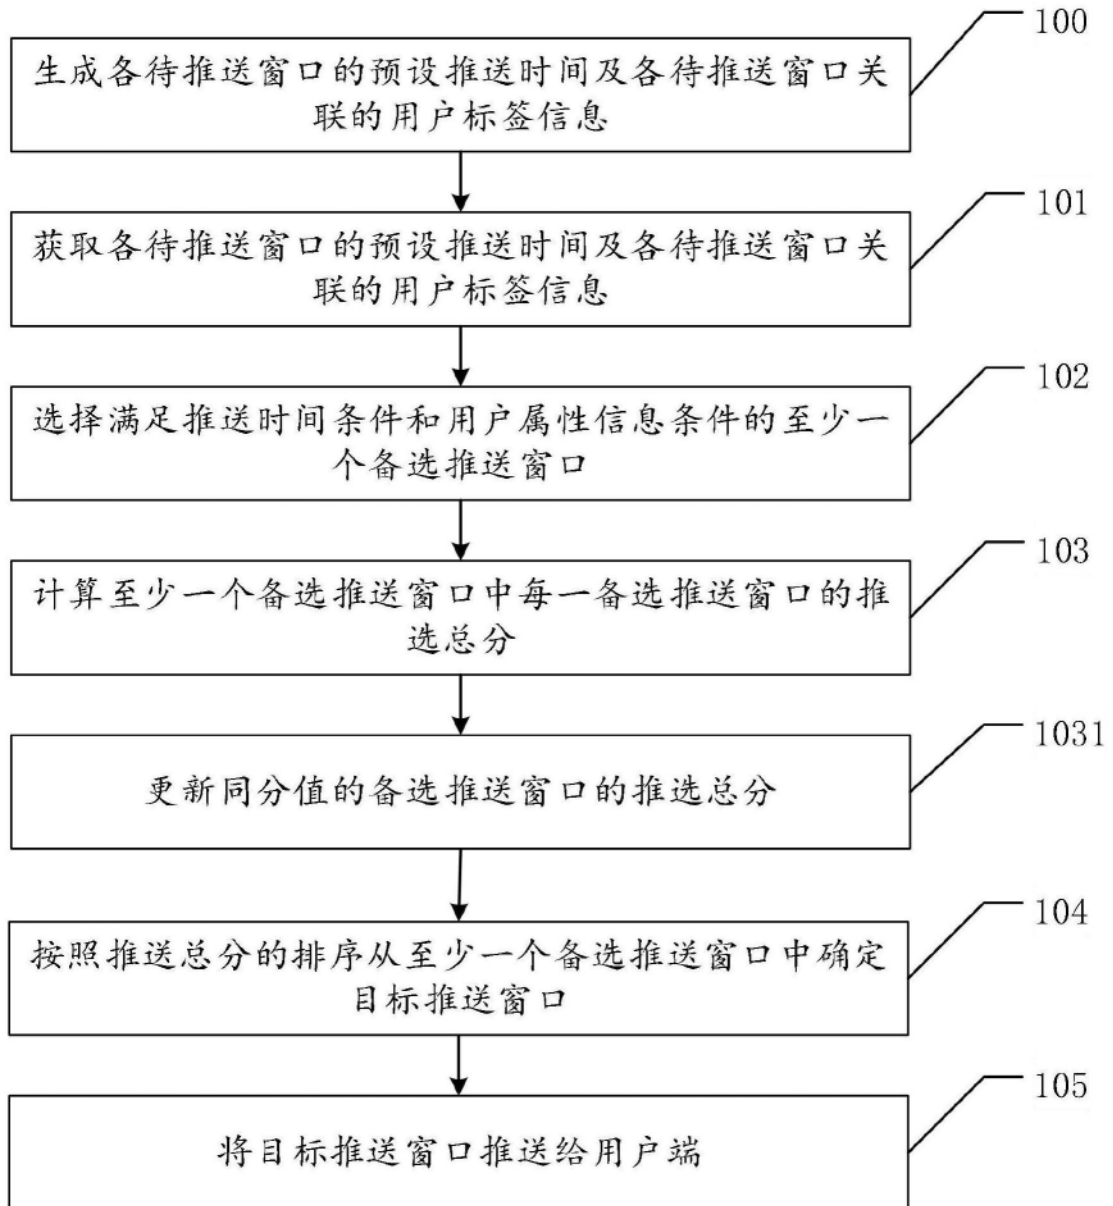 100
生成各待推送窗口的预设推送时间及各待推送窗口关
联的用户标签信息
101
获取各待推送窗口的预设推送时间及各待推送窗口关
联的用户标签信息
102
选择满足推送时间条件和用户属性信息条件的至少一
个备选推送窗口
103
计算至少一个备选推送窗口中每一备选推送窗口的推
选总分
1031
更新同分值的备选推送窗口的推选总分
104
按照推送总分的排序从至少一个备选推送窗口中确定
目标推送窗口
105
将目标推送窗口推送给用户端